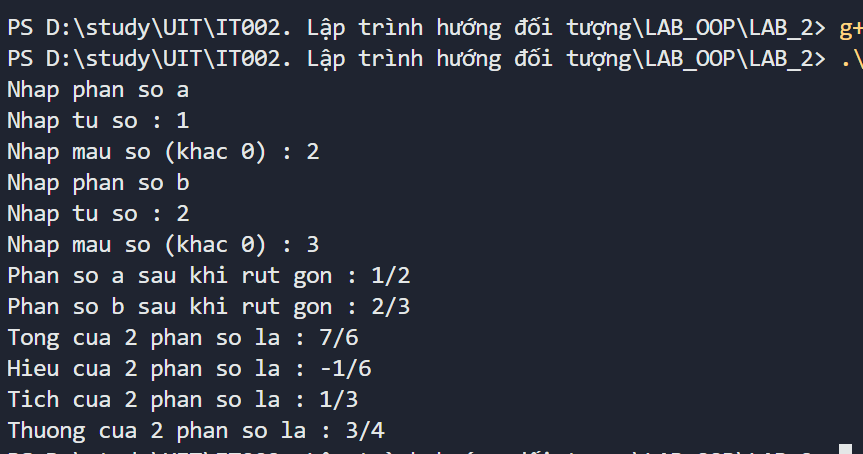 PS D:\study\UIT\IT002. Lập trình hướng đối tượng\LAB_OOP\LAB_2> g+
PS D:\study\UIT\IT002. Lập trình hướng đối tượng\LAB_OOP\LAB_2> .\
Nhap phan so a
Nhap tu so : 1
Nhap mau so (khac 0) : 2
Nhap phan so b
Nhap tu so : 2
Nhap mau so (khac 0) : 3
Phan so a sau khi rut gon : 1/2
Phan so b sau khi rut gon : 2/3
Tong cua 2 phan so la : 7/6
Hieu cua 2 phan so la : -1/6
Tich cua 2 phan so la : 1/3
Thuong cua 2 phan so la : 3/4